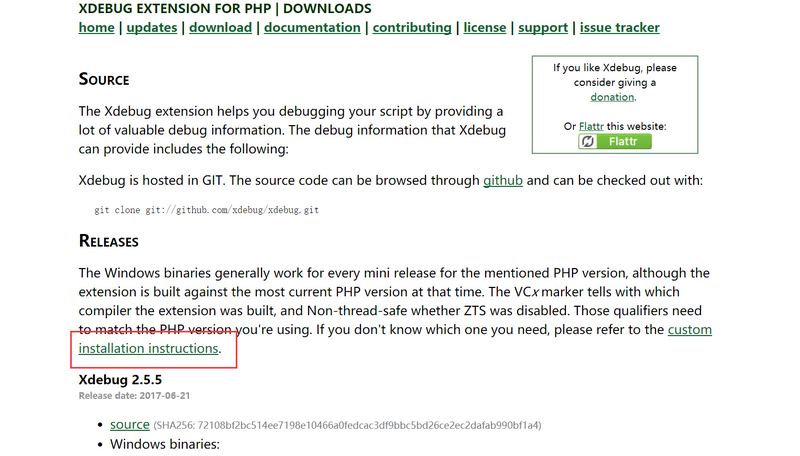 XDEBUG EXTENSION FOR PHP | DOWNLOADS
home | updates | download | documentation | contributing | license | support | issue tracker
If you like Xdebug, please
consider giving a
donation.
Or Flattr this website:
Flattr
SOURCE
The Xdebug extension helps you debugging your script by providing a
lot of valuable debug information. The debug information that Xdebug
can provide includes the following:
Xdebug is hosted in GIT. The source code can be browsed through github and can be checked out with:
git clone git://github.com/xdebug/xdebug.git
RELEASES
The Windows binaries generally work for every mini release for the mentioned PHP version, although the
extension is built against the most current PHP version at that time. The VCx marker tells with which
compiler the extension was built, and Non-thread-safe whether ZTS was disabled. Those qualifiers need
to match the PHP version you're using. If you don't know which one you need, please refer to the custom
installation instructions.
Xdebug 2.5.5
Release date: 2017-06-21
• source (SHA256: 72108bf2bc514ee7198e10466a0fedcac3df9bbc5bd26ce2ec2dafab990bf1a4)
• Windows binaries: